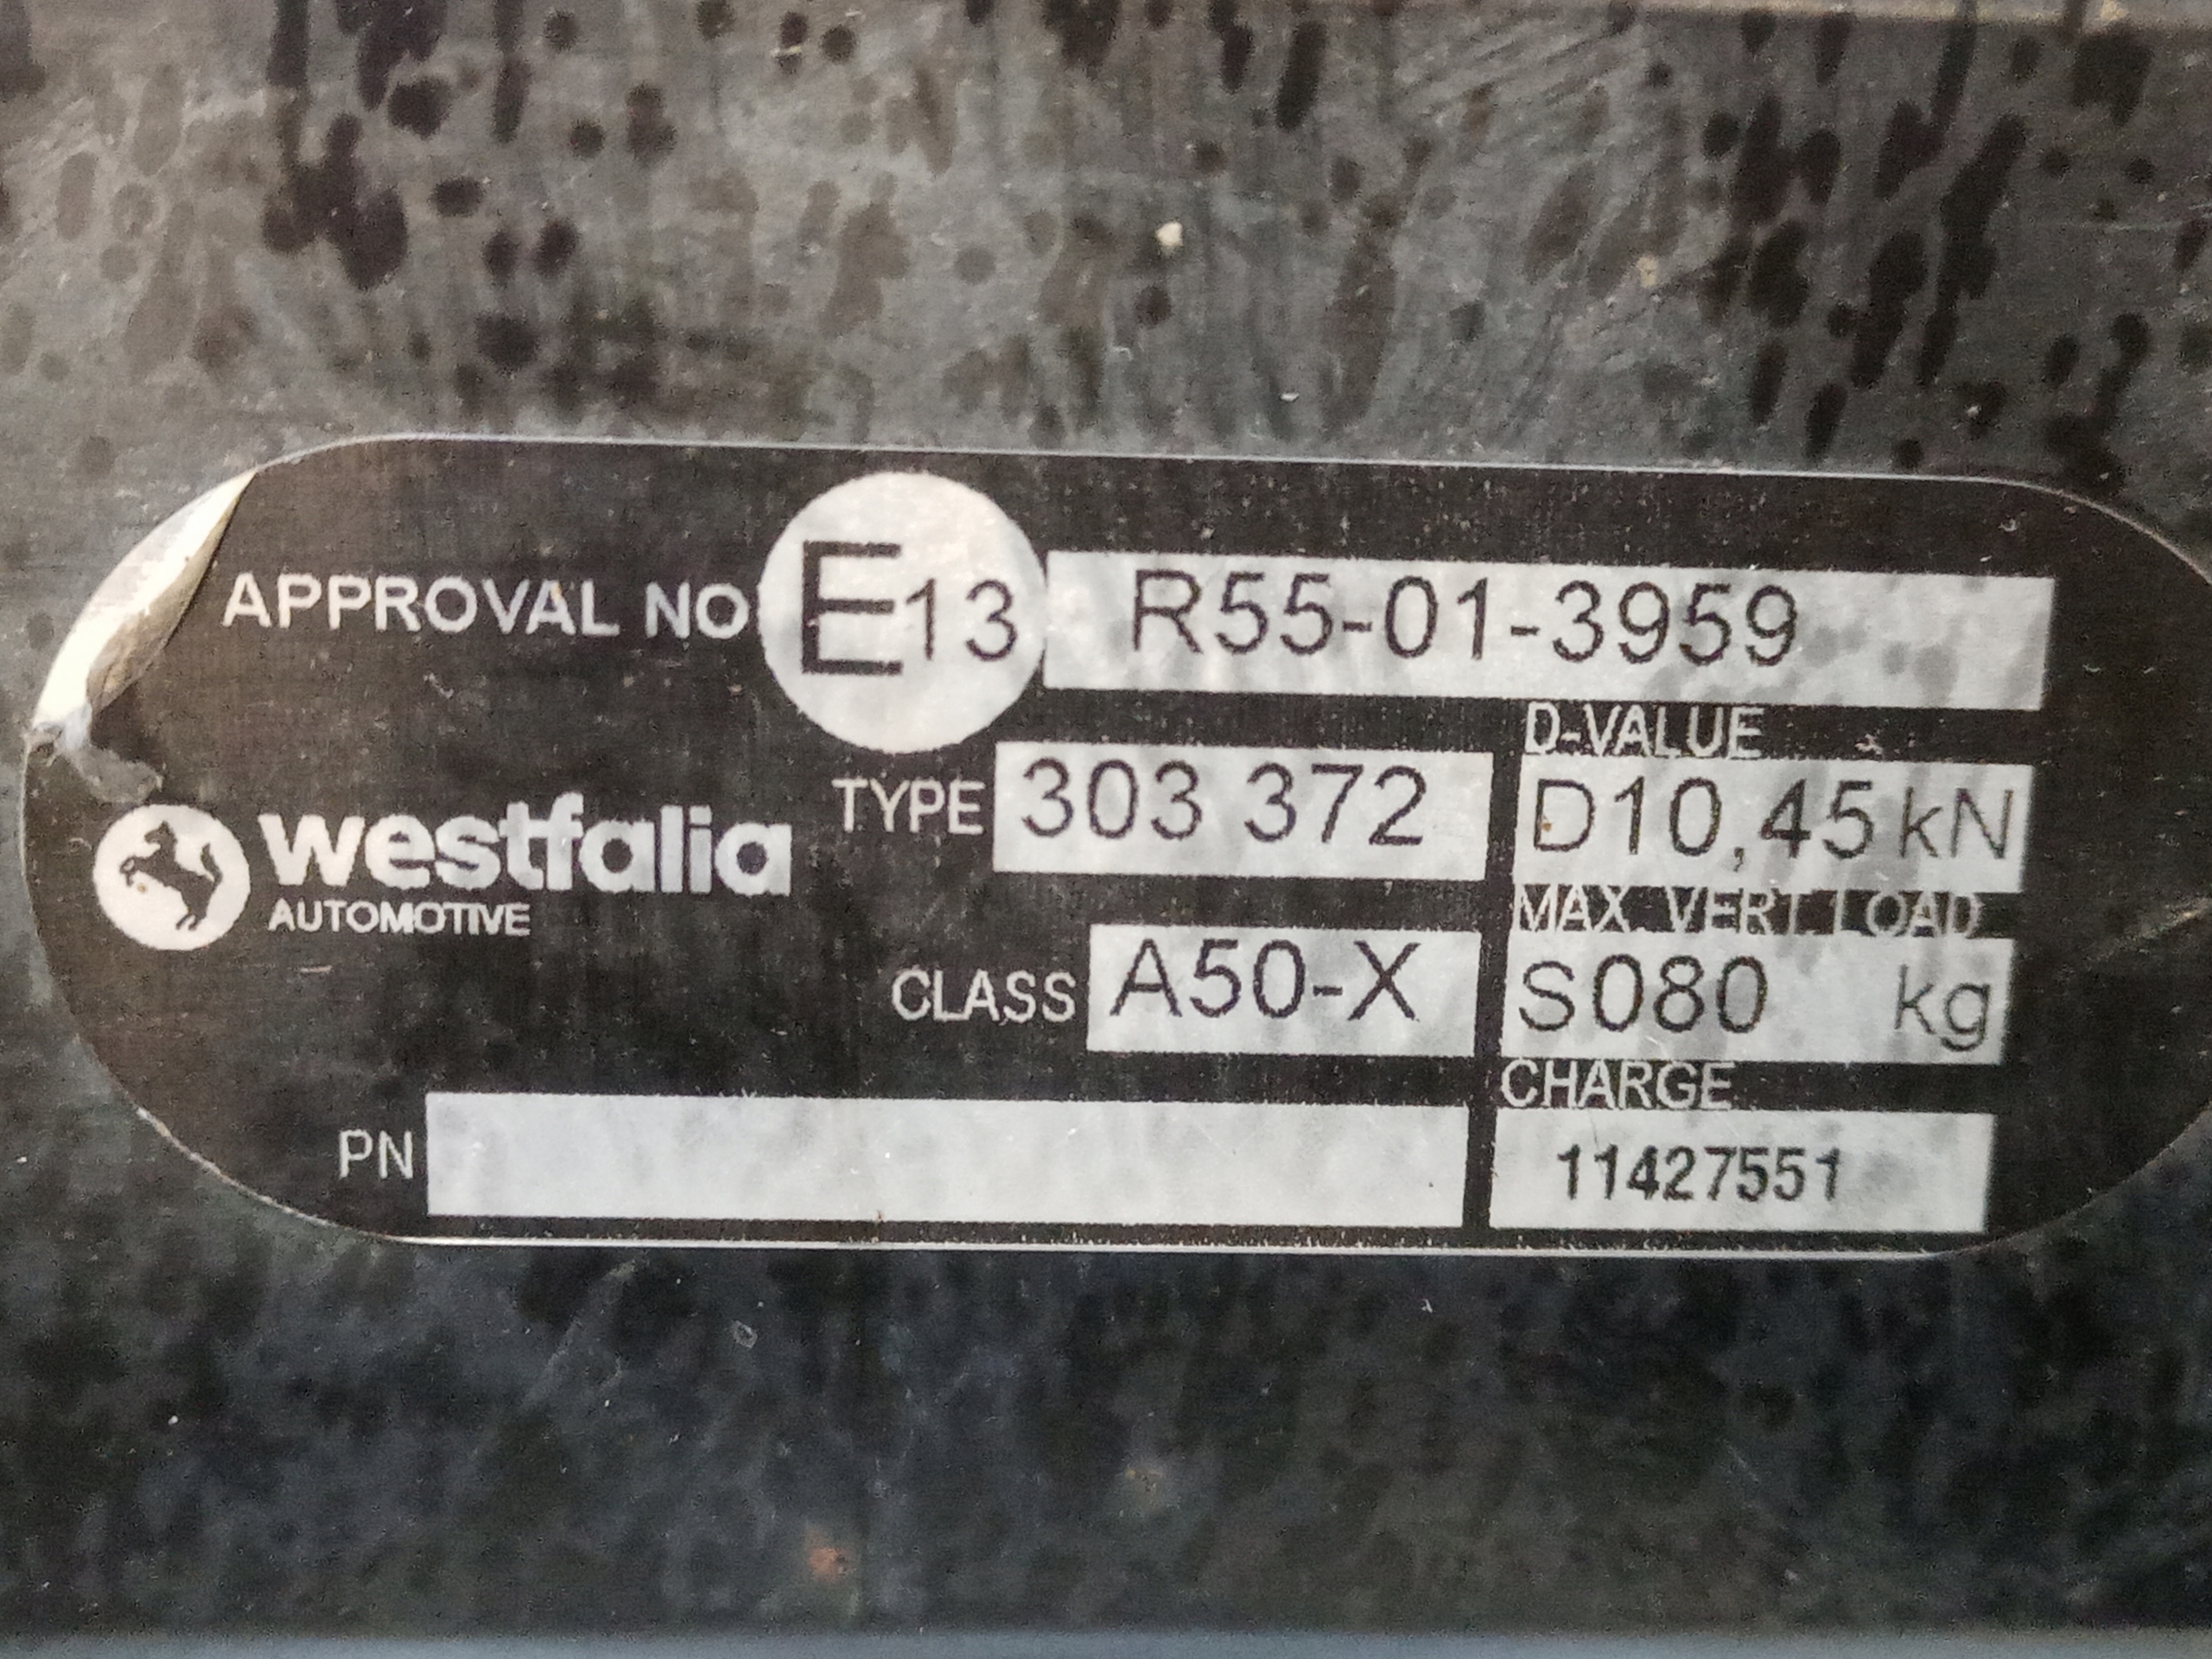 APPROVAL NO E13 R55-01-3959
D-VALUE
TYPE 303 372 D10,45 kN
westfalia
AUTOMOTIVE
MAX. VERT. LOAD
CLASS A50-X S080 kg
CHARGE
PN 11427551